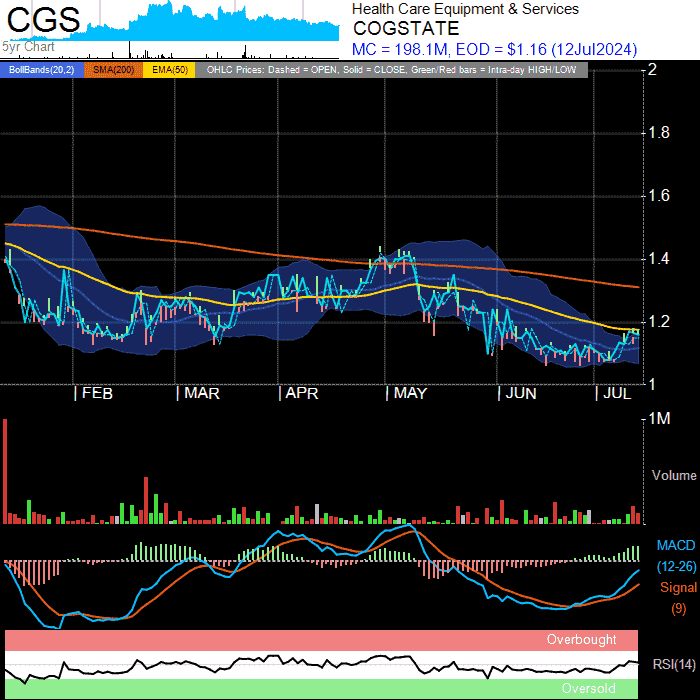 CGS
5yr Chart
Health Care Equipment & Services
COGSTATE
MC = 198.1M, EOD = $1.16 (12Jul2024)
BollBands(20,2) SMA(200) EMA(50) OHLC Prices: Dashed = OPEN, Solid = CLOSE, Green/Red bars = Intra-day HIGH/LOW
2
1.8
1.6
1.4
1.2
1
| FEB | MAR | APR | MAY | JUN | JUL
1M
Volume
MACD
(12-26)
Signal
(9)
Overbought
RSI(14)
Oversold